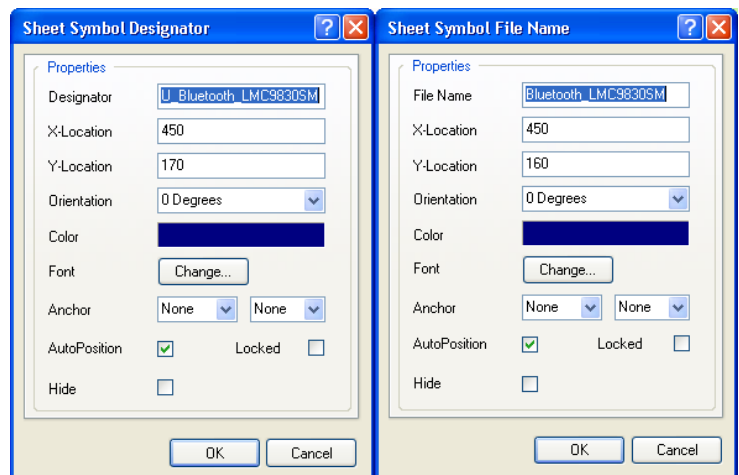 Sheet Symbol Designator
Properties
Designator U_Bluetooth_LMC9830SM
X-Location 450
Y-Location 170
Orientation 0 Degrees
Color
Font Change...
Anchor None None
AutoPosition Locked
Hide
OK Cancel
Sheet Symbol File Name
Properties
File Name Bluetooth_LMC9830SM
X-Location 450
Y-Location 160
Orientation 0 Degrees
Color
Font Change...
Anchor None None
AutoPosition Locked
Hide
OK Cancel